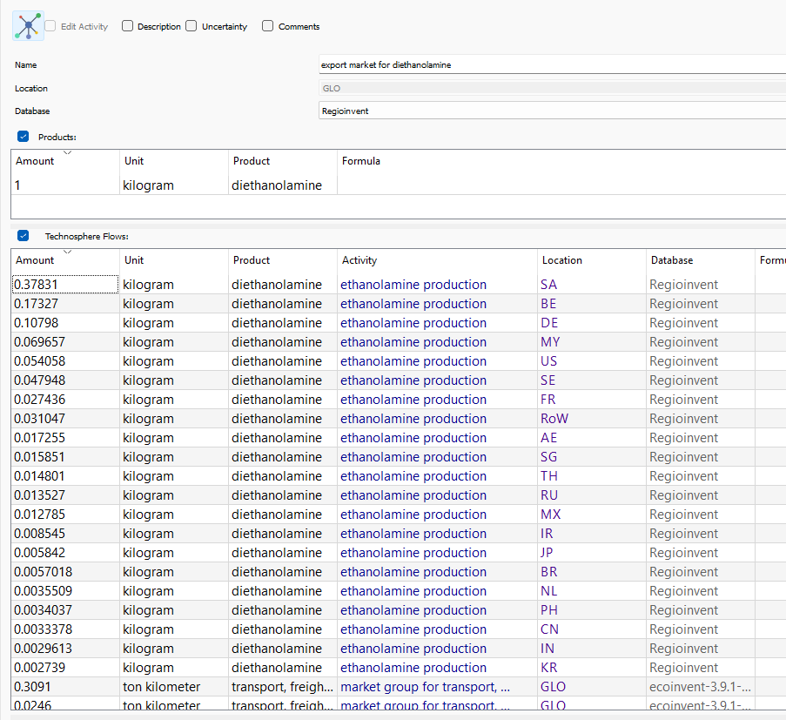 Edit Activity Description Uncertainty Comments
Name export market for diethanolamine
Location GLO
Database Regioinvent
Products:
Amount Unit Product Formula
1 kilogram diethanolamine
Technosphere Flows:
Amount Unit Product Activity Location Database Formu
0.37831 kilogram diethanolamine ethanolamine production SA Regioinvent
0.17327 kilogram diethanolamine ethanolamine production BE Regioinvent
0.10798 kilogram diethanolamine ethanolamine production DE Regioinvent
0.069657 kilogram diethanolamine ethanolamine production MY Regioinvent
0.054058 kilogram diethanolamine ethanolamine production US Regioinvent
0.047948 kilogram diethanolamine ethanolamine production SE Regioinvent
0.027436 kilogram diethanolamine ethanolamine production FR Regioinvent
0.031047 kilogram diethanolamine ethanolamine production RoW Regioinvent
0.017255 kilogram diethanolamine ethanolamine production AE Regioinvent
0.015851 kilogram diethanolamine ethanolamine production SG Regioinvent
0.014801 kilogram diethanolamine ethanolamine production TH Regioinvent
0.013527 kilogram diethanolamine ethanolamine production RU Regioinvent
0.012785 kilogram diethanolamine ethanolamine production MX Regioinvent
0.008545 kilogram diethanolamine ethanolamine production IR Regioinvent
0.005842 kilogram diethanolamine ethanolamine production JP Regioinvent
0.0057018 kilogram diethanolamine ethanolamine production BR Regioinvent
0.0035509 kilogram diethanolamine ethanolamine production NL Regioinvent
0.0034037 kilogram diethanolamine ethanolamine production PH Regioinvent
0.0033378 kilogram diethanolamine ethanolamine production CN Regioinvent
0.0029613 kilogram diethanolamine ethanolamine production IN Regioinvent
0.002739 kilogram diethanolamine ethanolamine production KR Regioinvent
0.3091 ton kilometer transport, freigh... market group for transport, ... GLO ecoinvent-3.9.1-...
0.0246 ton kilometer transport, freigh... market group for transport, ... GLO ecoinvent-3.9.1-...